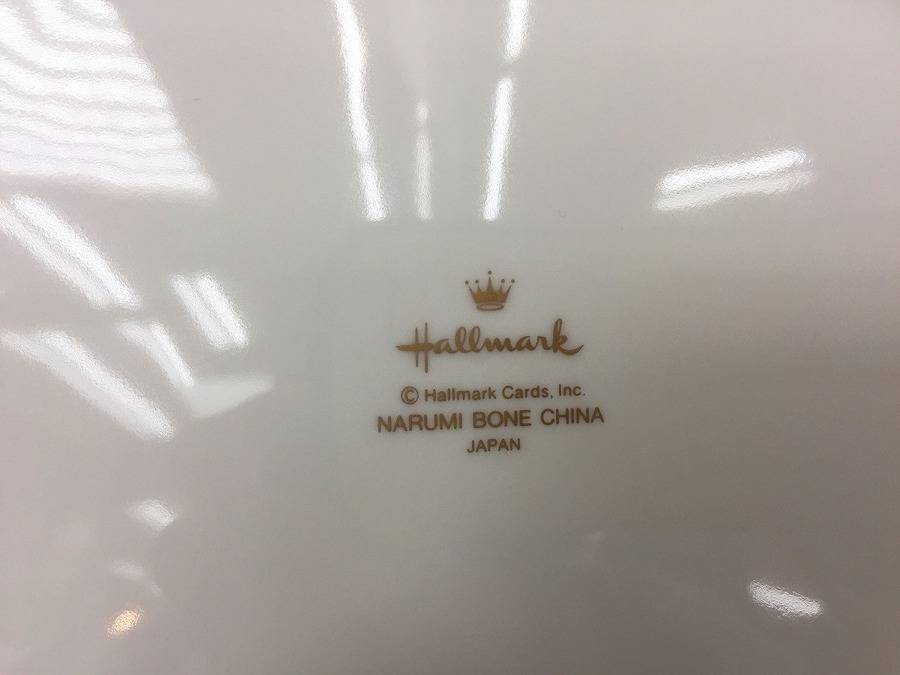 Hallmark
© Hallmark Cards, Inc.
NARUMI BONE CHINA
JAPAN